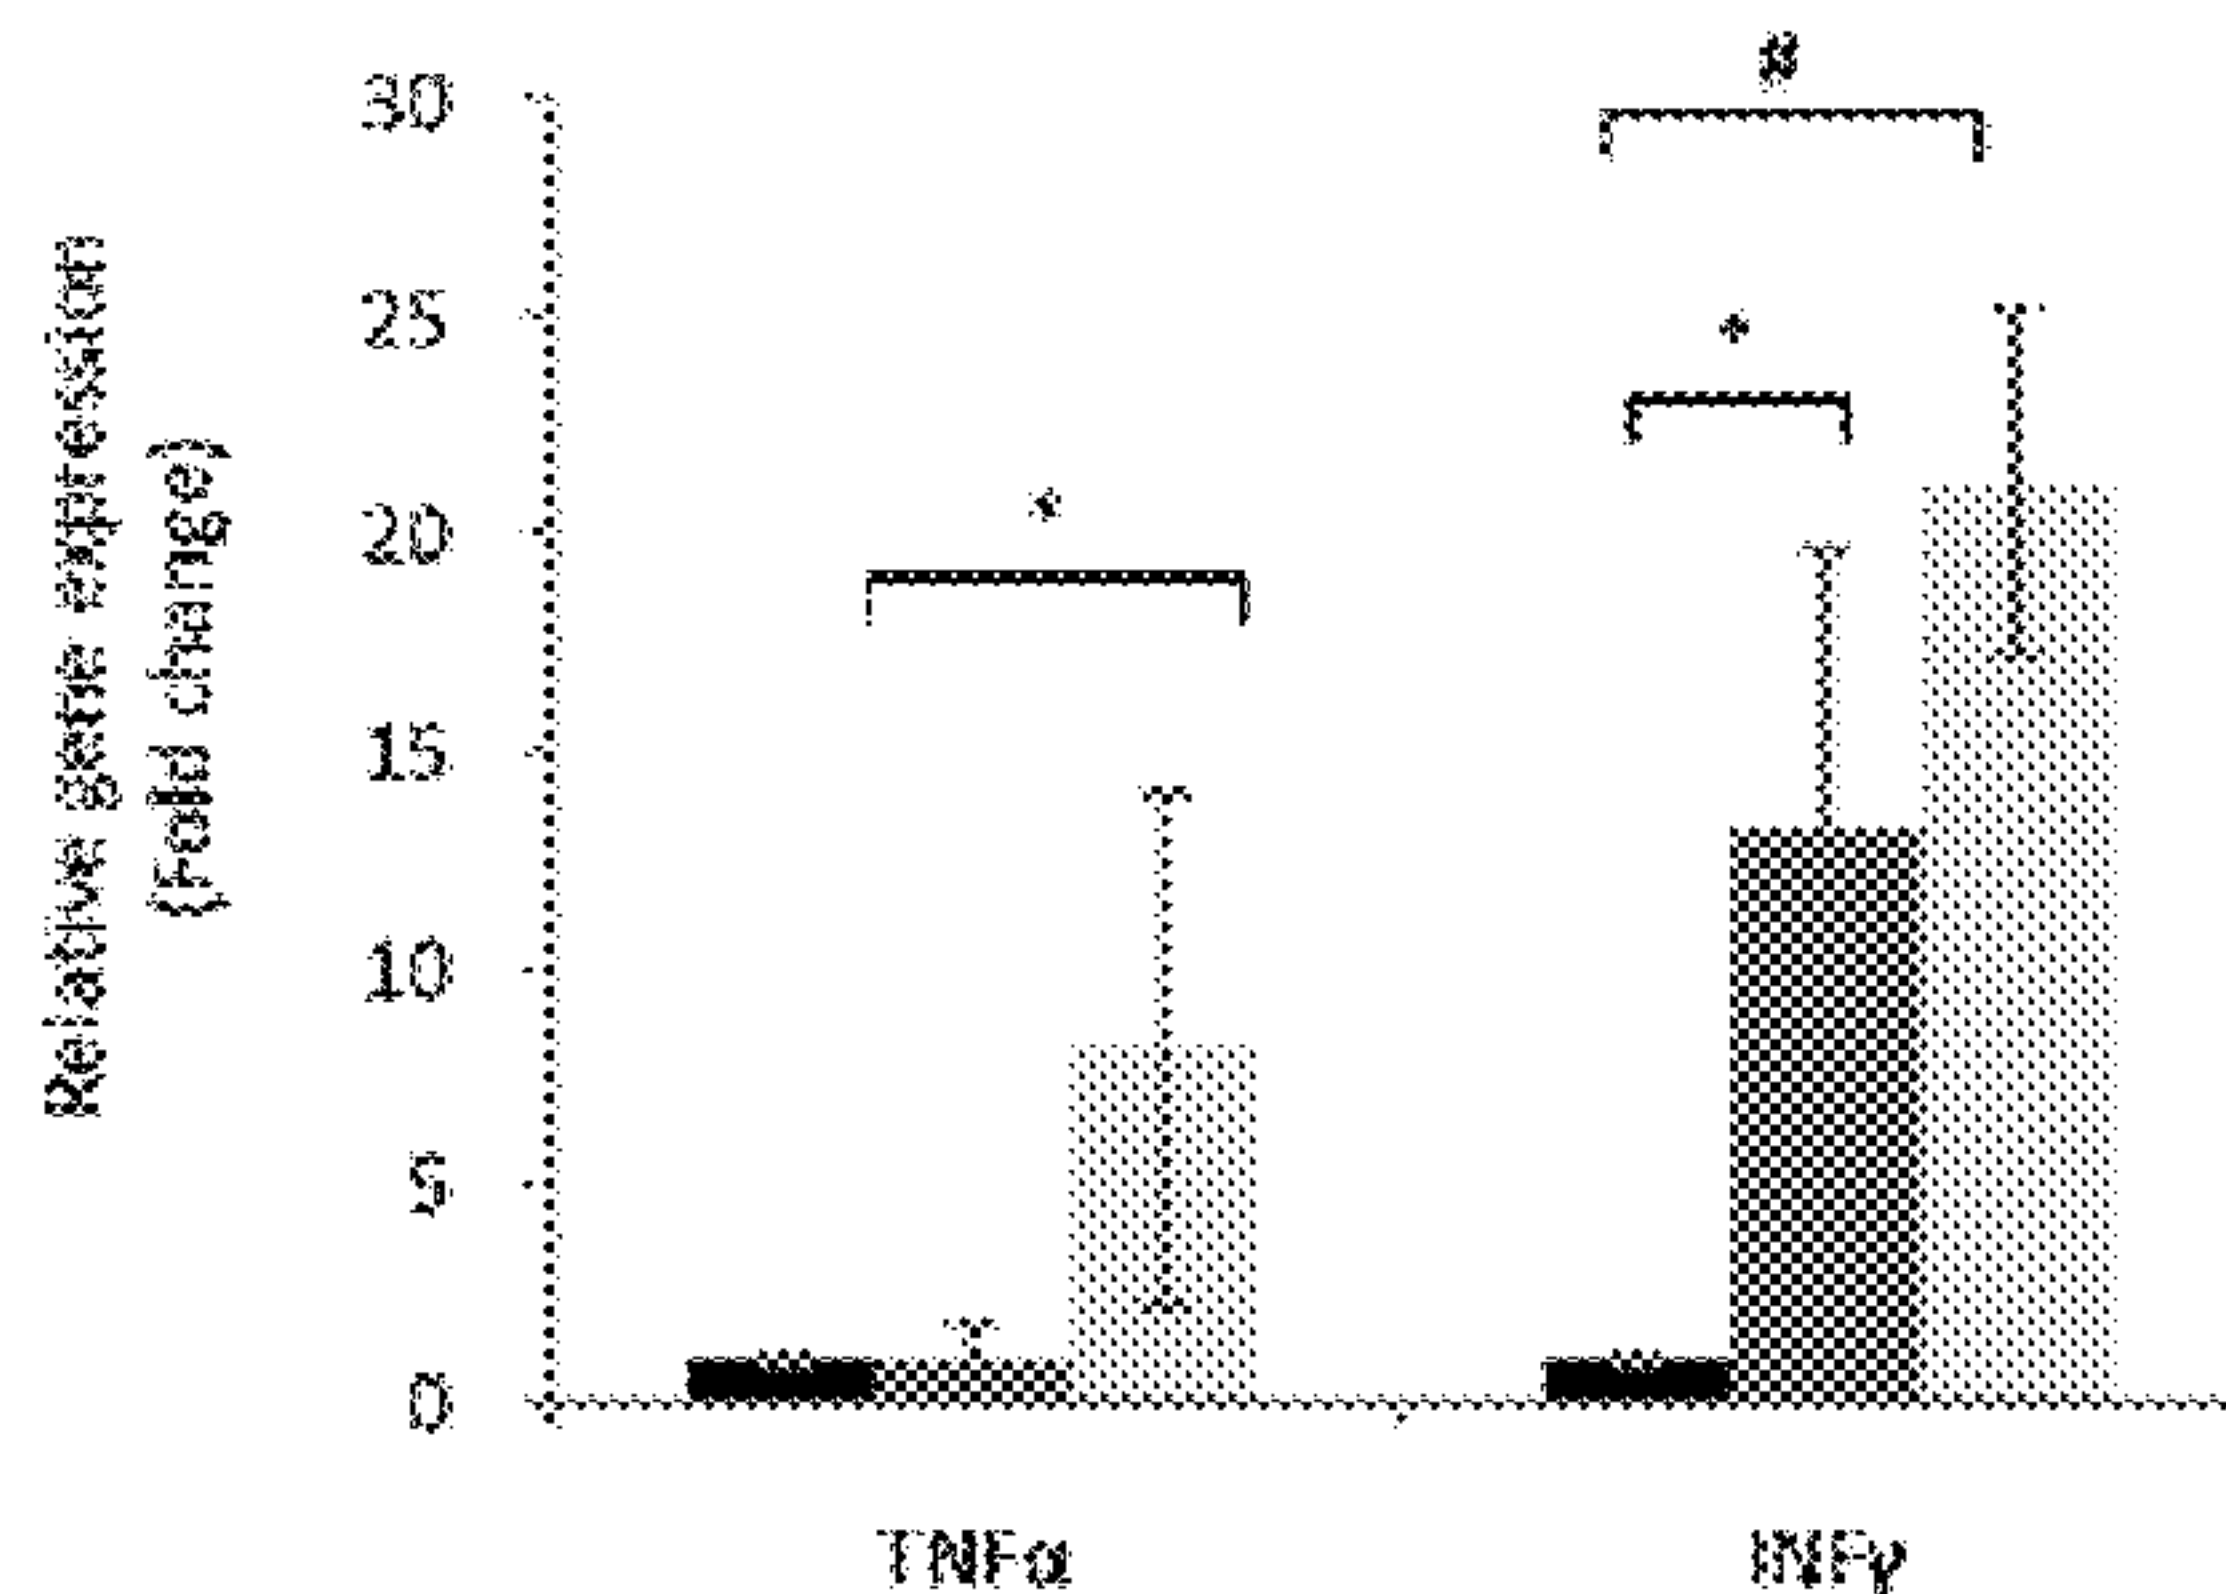 Relative gene expression
(Fold change)
30
25
20
15
10
5
0
#
*
*
TNFα
INFγ